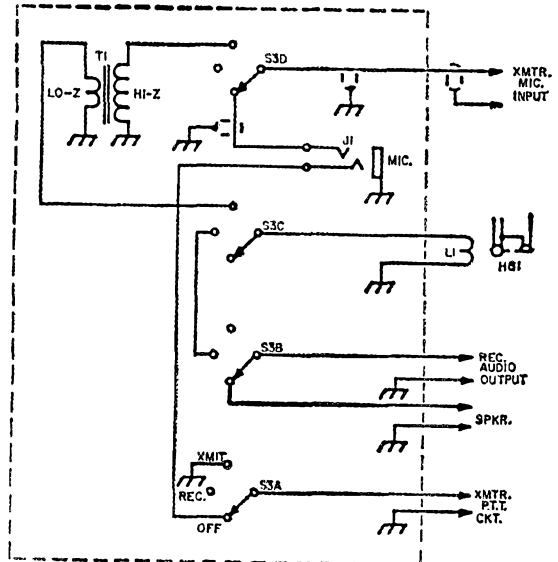 T1
LO-Z
HI-Z
S3D
XMTR.
MIC.
INPUT
J1
MIC.
S3C
L1
HG1
S3B
REC.
AUDIO
OUTPUT
SPKR.
XMIT
REC.
S3A
OFF
XMTR.
P.T.T.
CKT.